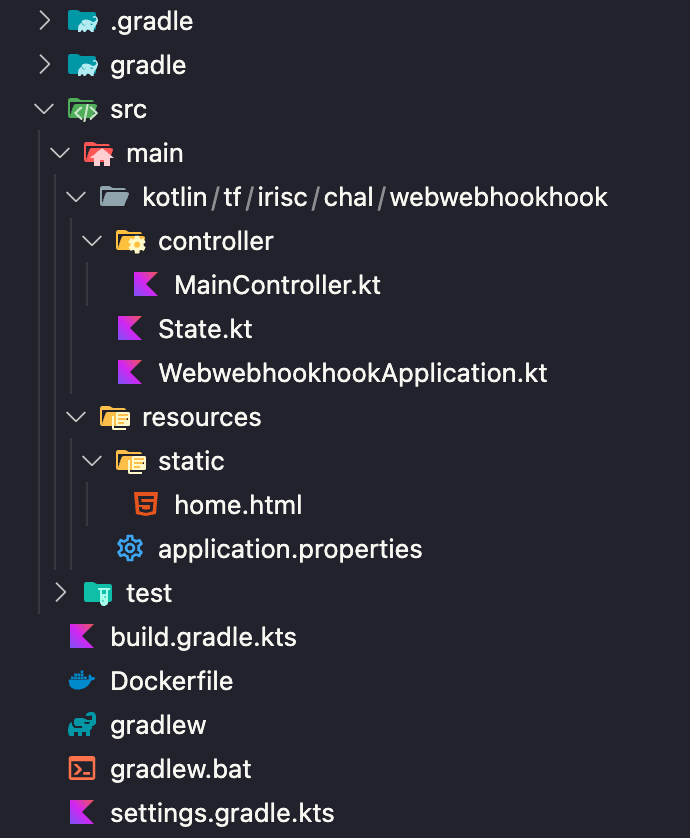 .gradle
gradle
src
main
kotlin/tf/irisc/chal/webwebhookhook
controller
MainController.kt
State.kt
WebwebhookhookApplication.kt
resources
static
home.html
application.properties
test
build.gradle.kts
Dockerfile
gradlew
gradlew.bat
settings.gradle.kts